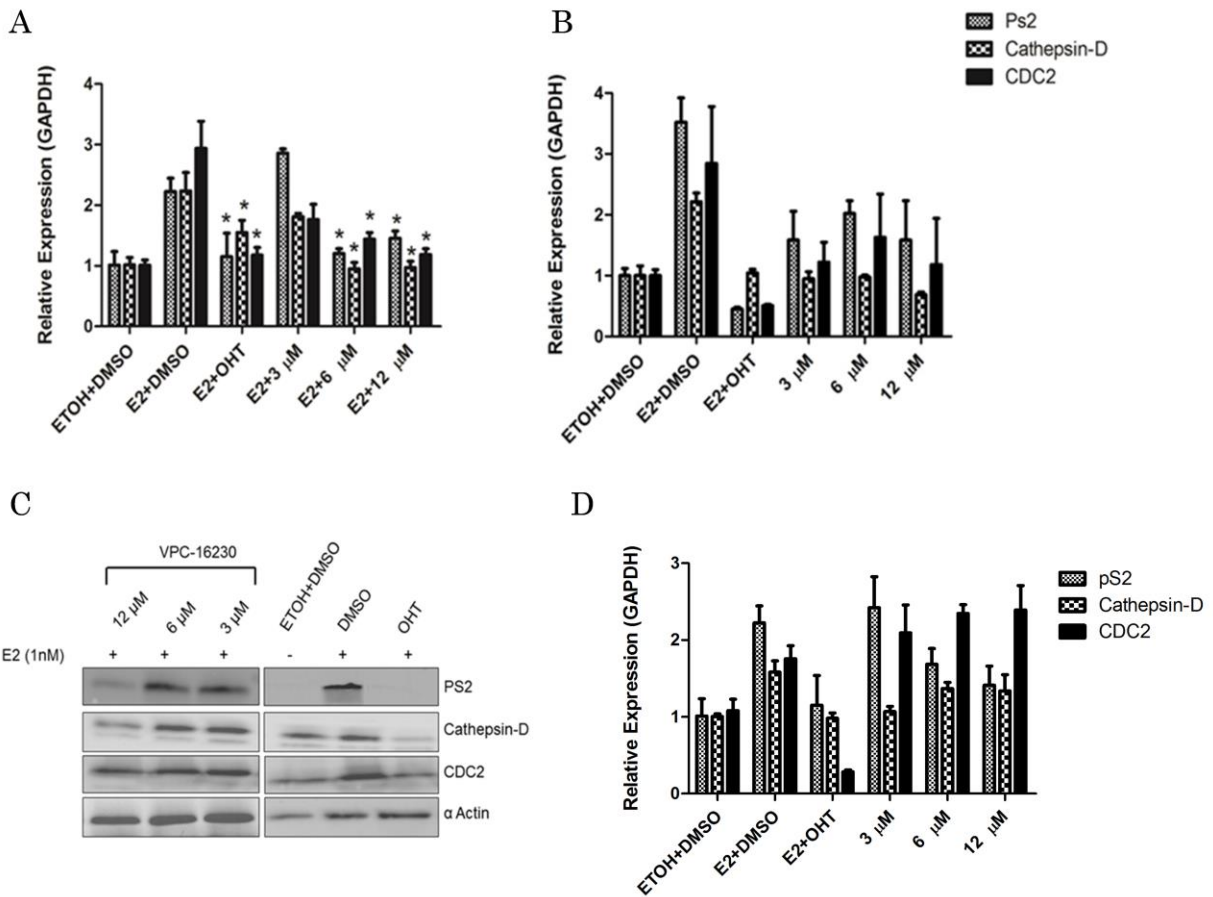 A
Relative Expression (GAPDH)
4
3
2
1
0
* * *
* * *
* * *
ETOH+DMSO
E2+DMSO
E2+OHT
E2+3 μM
E2+6 μM
E2+12 μM
B
Ps2
Cathepsin-D
CDC2
Relative Expression (GAPDH)
4
3
2
1
0
ETOH+DMSO
E2+DMSO
E2+OHT
3 μM
6 μM
12 μM
C
VPC-16230
12 μM
6 μM
3 μM
ETOH+DMSO
DMSO
OHT
E2 (1nM) + + + - + +
PS2
Cathepsin-D
CDC2
α Actin
D
Relative Expression (GAPDH)
3
2
1
0
ETOH+DMSO
E2+DMSO
E2+OHT
3 μM
6 μM
12 μM
pS2
Cathepsin-D
CDC2